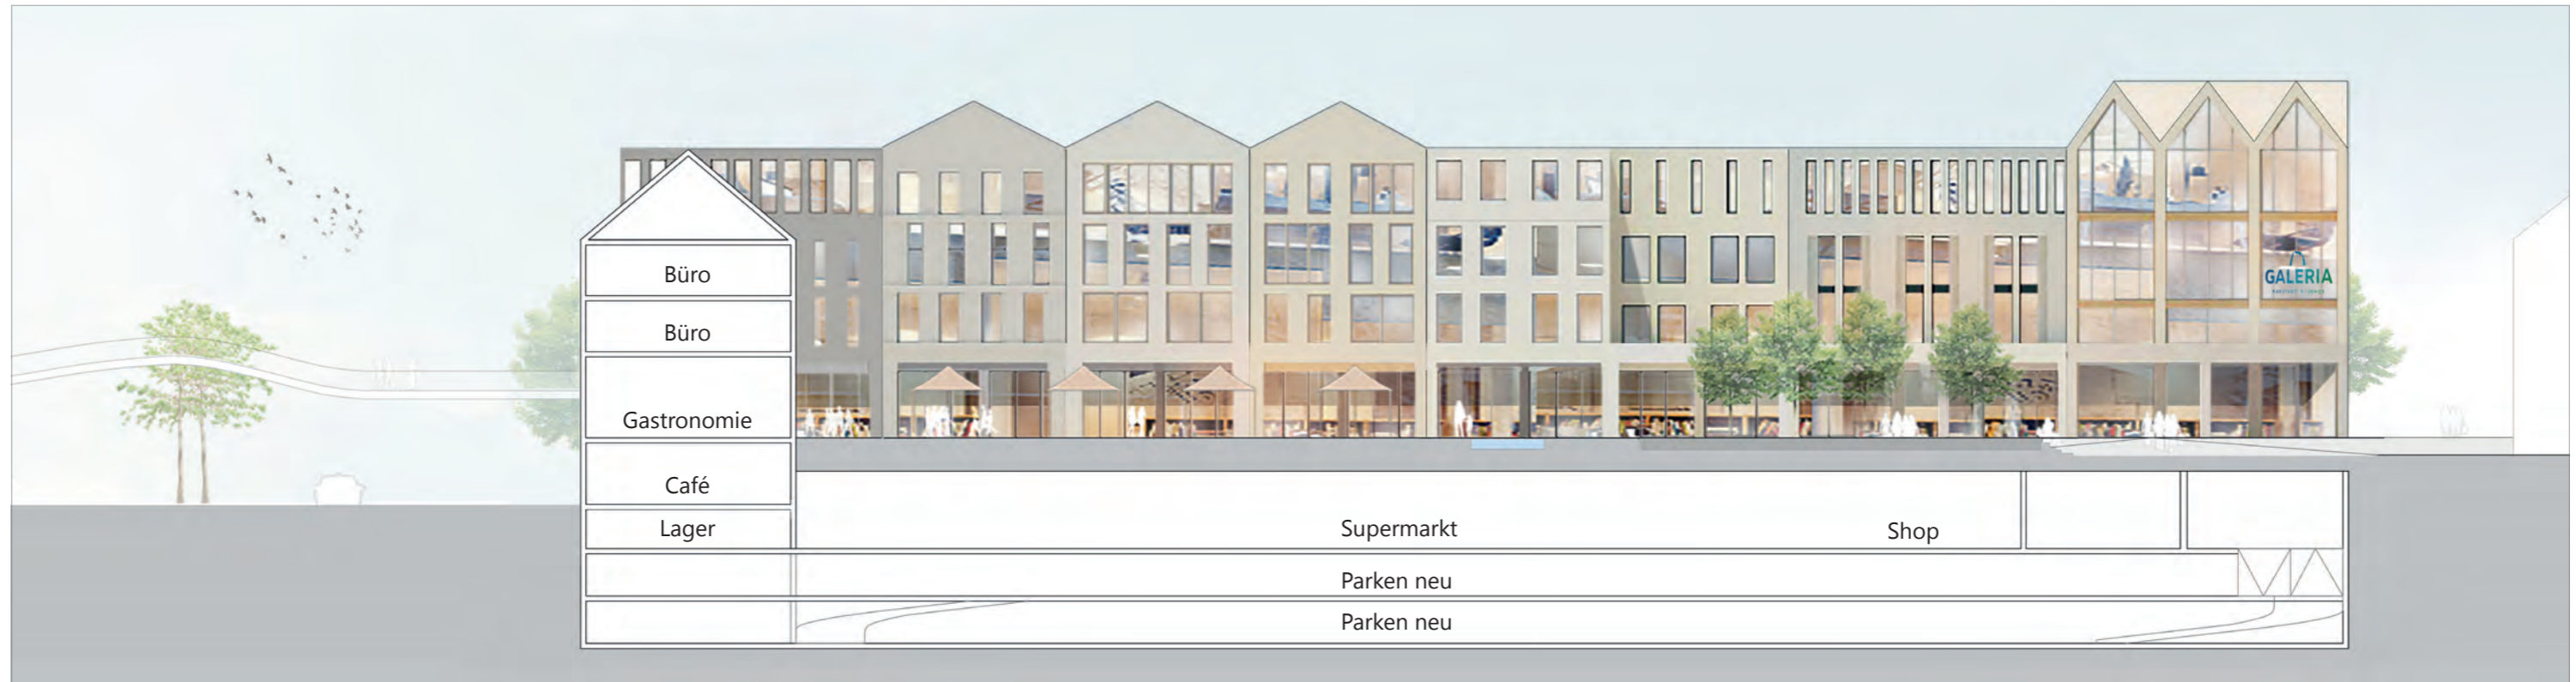 Büro
Büro
Gastronomie
Café
Lager
Supermarkt
Shop
Parken neu
Parken neu
GALERIA